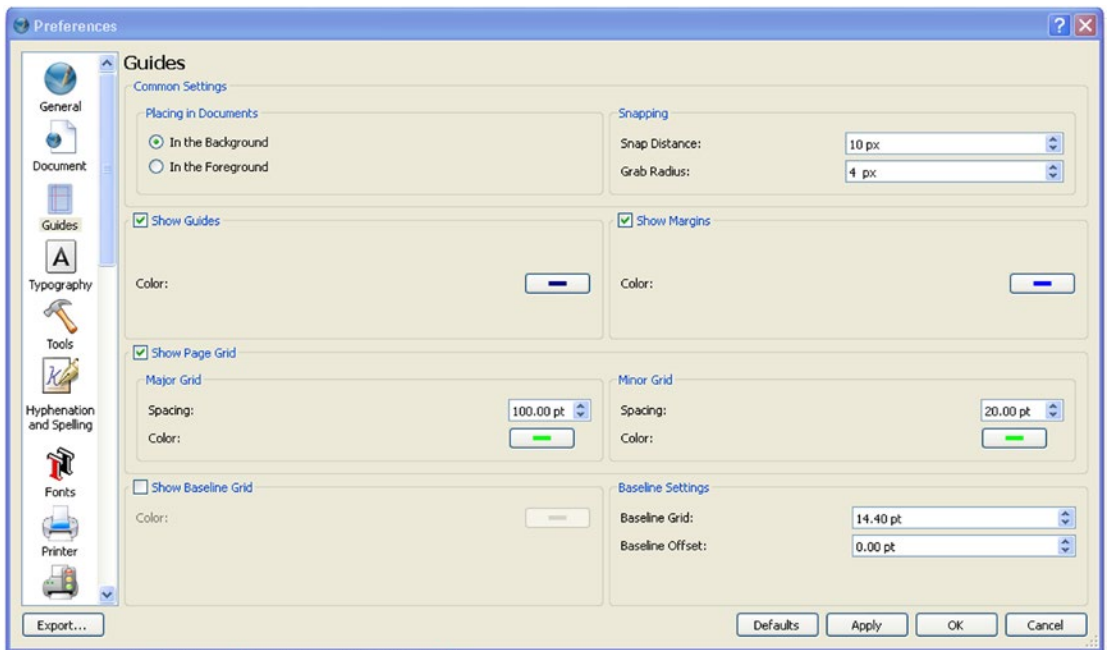 Preferences
General
Document
Guides
Typography
Tools
Hyphenation
and Spelling
Fonts
Printer
Guides
Common Settings
Placing in Documents
In the Background
In the Foreground
Snapping
Snap Distance: 10 px
Grab Radius: 4 px
Show Guides
Color:
Show Margins
Color:
Show Page Grid
Major Grid
Spacing: 100.00 pt
Color:
Minor Grid
Spacing: 20.00 pt
Color:
Show Baseline Grid
Color:
Baseline Settings
Baseline Grid: 14.40 pt
Baseline Offset: 0.00 pt
Export...
Defaults Apply OK Cancel